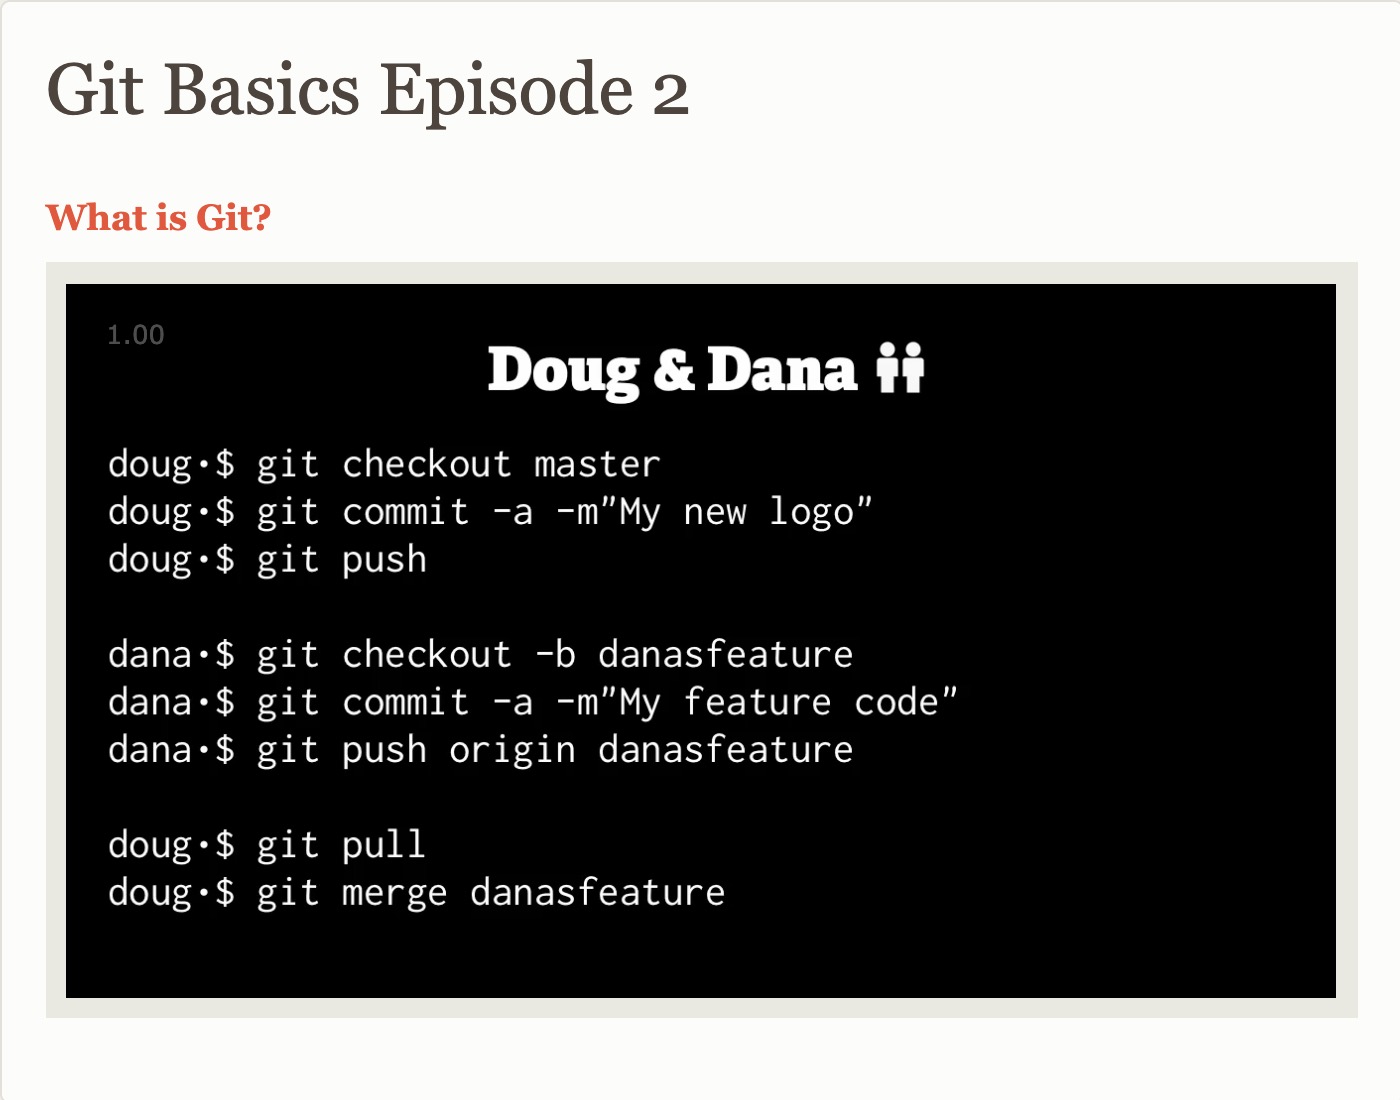 Git Basics Episode 2
What is Git?
1.00
Doug & Dana
doug·$ git checkout master
doug·$ git commit -a -m"My new logo"
doug·$ git push
dana·$ git checkout -b danasfeature
dana·$ git commit -a -m"My feature code"
dana·$ git push origin danasfeature
doug·$ git pull
doug·$ git merge danasfeature